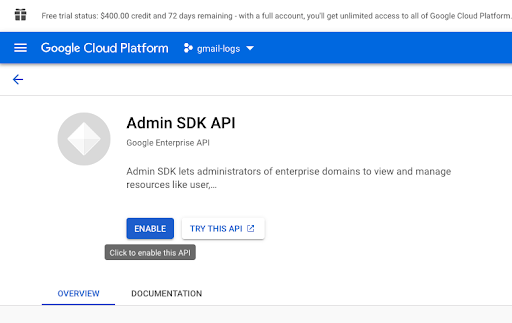 Free trial status: $400.00 credit and 72 days remaining - with a full account, you'll get unlimited access to all of Google Cloud Platform.
Google Cloud Platform gmail-logs
Admin SDK API
Google Enterprise API
Admin SDK lets administrators of enterprise domains to view and manage
resources like user,...
ENABLE TRY THIS API
Click to enable this API
OVERVIEW DOCUMENTATION